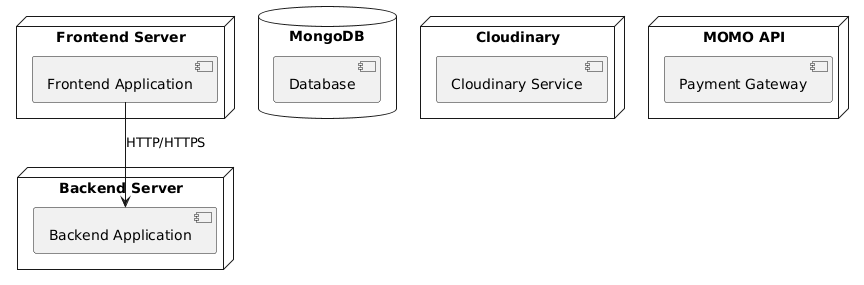 Frontend Server
Frontend Application
MongoDB
Database
Cloudinary
Cloudinary Service
MOMO API
Payment Gateway
HTTP/HTTPS
Backend Server
Backend Application